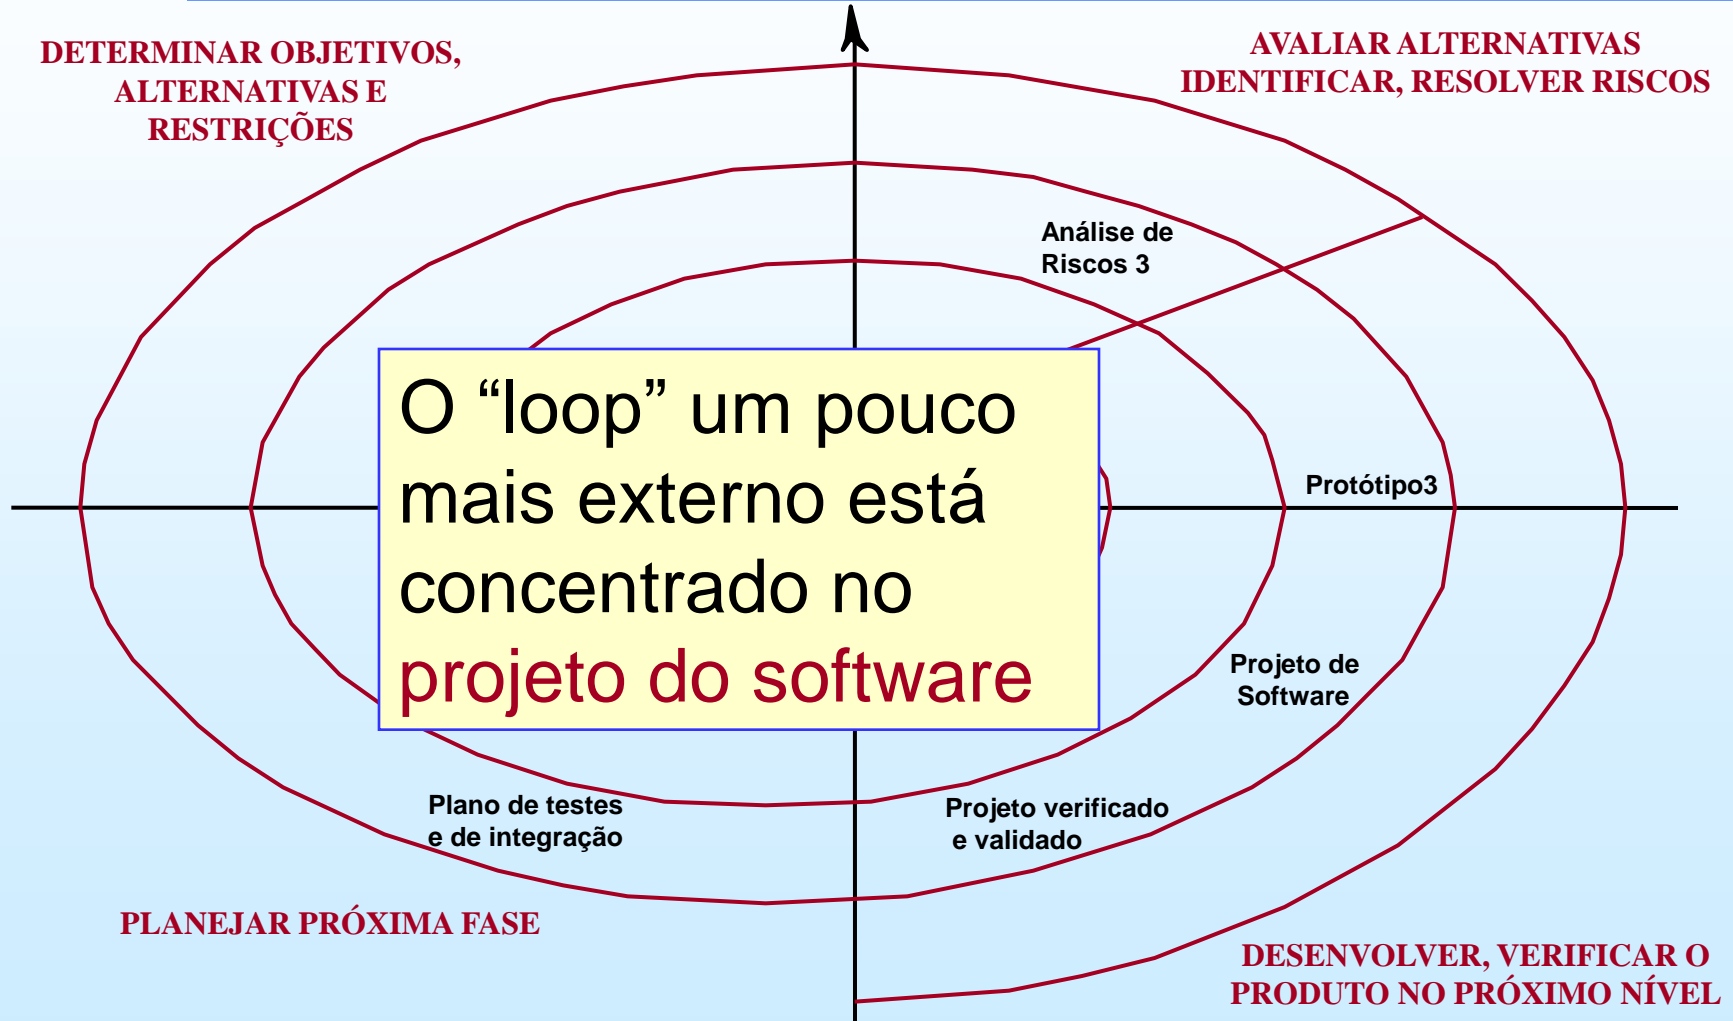 DETERMINAR OBJETIVOS,
ALTERNATIVAS E
RESTRIÇÕES
AVALIAR ALTERNATIVAS
IDENTIFICAR, RESOLVER RISCOS
Análise de
Riscos 3
O “loop” um pouco
mais externo está
concentrado no
projeto do software
Protótipo3
Projeto de
Software
Plano de testes
e de integração
Projeto verificado
e validado
PLANEJAR PRÓXIMA FASE
DESENVOLVER, VERIFICAR O
PRODUTO NO PRÓXIMO NÍVEL